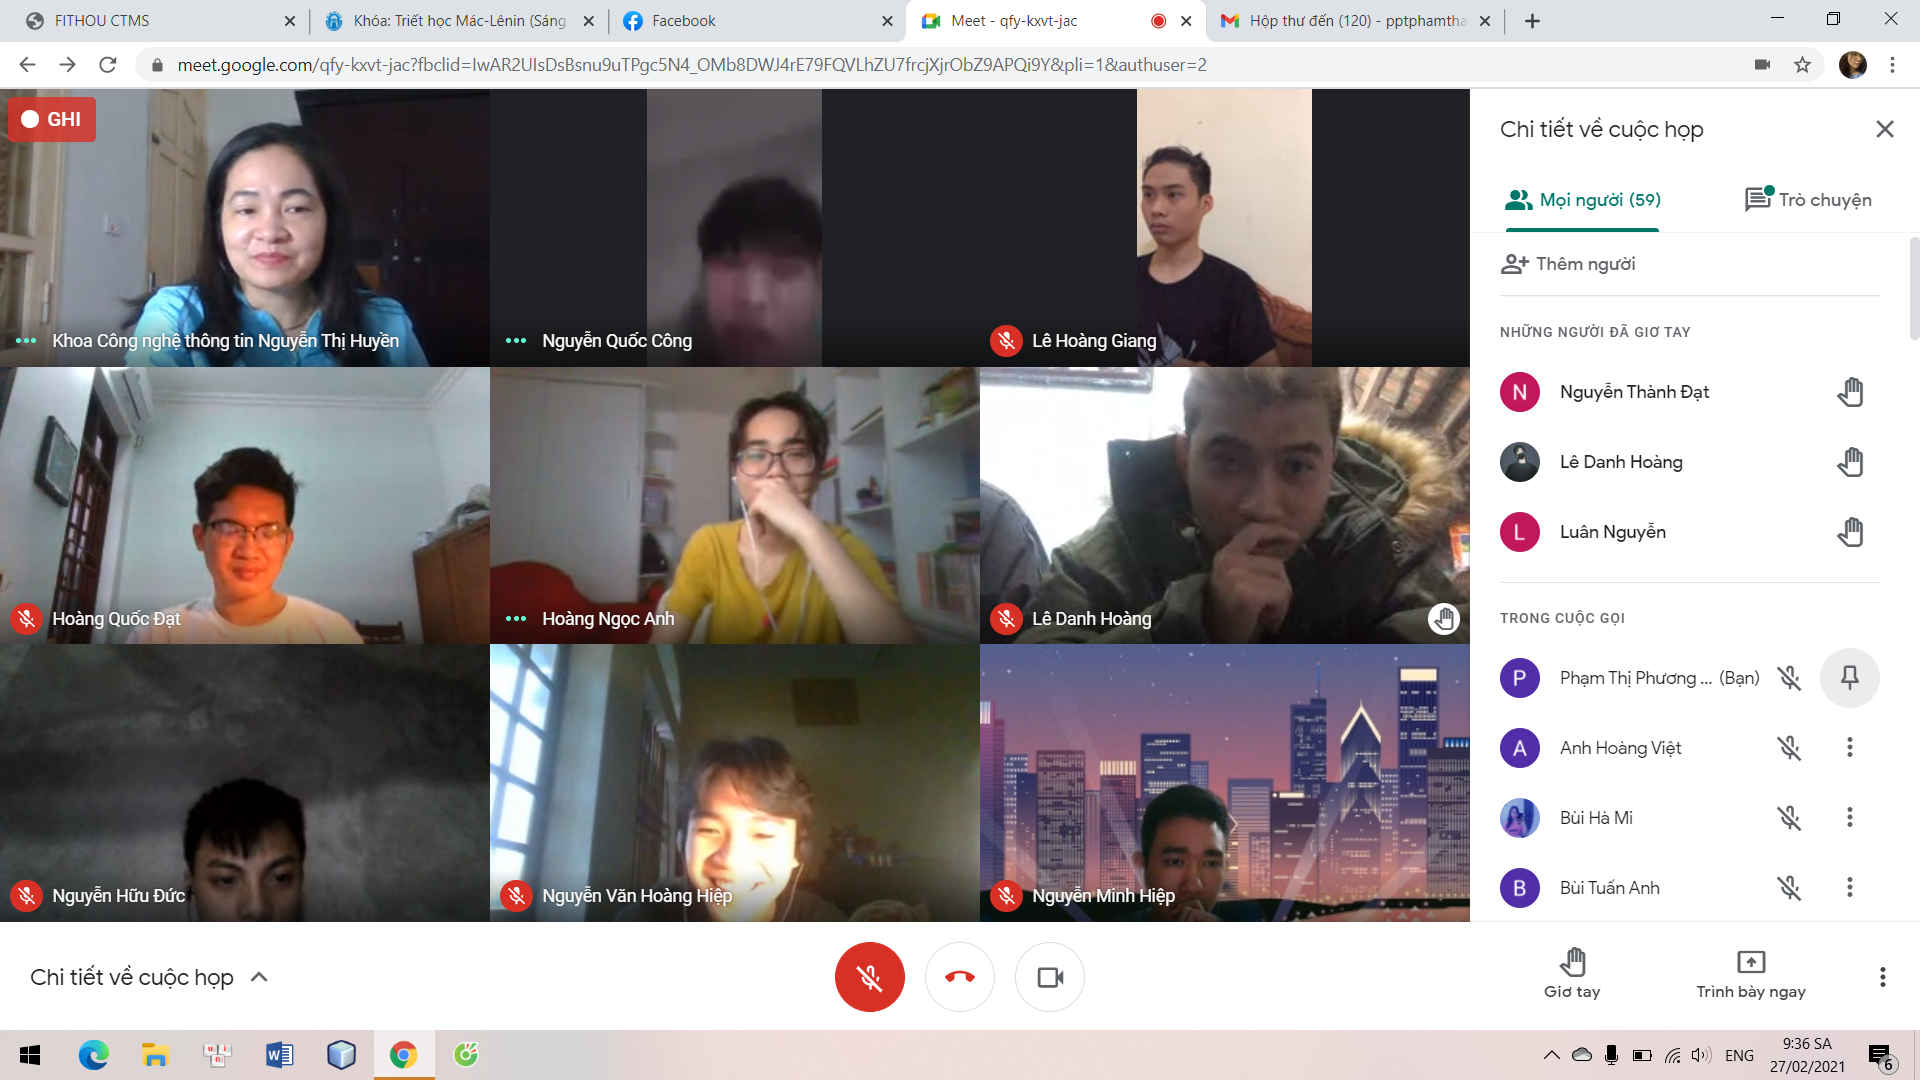 FITHOU CTMS
Khóa: Triết học Mác-Lênin (Sáng
Facebook
Meet - qfy-kxvt-jac
Hộp thư đến (120) - pptphamtha
meet.google.com/qfy-kxvt-jac?fbclid=IwAR2UIsDsBsnu9uTPgc5N4_OMb8DWJ4rE79FQVLhZU7frcjXjrObZ9APQi9Y&pli=1&authuser=2
GHI
Khoa Công nghệ thông tin Nguyễn Thị Huyền
Nguyễn Quốc Công
Lê Hoàng Giang
Hoàng Quốc Đạt
Hoàng Ngọc Anh
Lê Danh Hoàng
Nguyễn Hữu Đức
Nguyễn Văn Hoàng Hiệp
Nguyễn Minh Hiệp
Chi tiết về cuộc họp
Mọi người (59)
Trò chuyện
Thêm người
NHỮNG NGƯỜI ĐÃ GIƠ TAY
N
Nguyễn Thành Đạt
Lê Danh Hoàng
L
Luân Nguyễn
TRONG CUỘC GỌI
P
Phạm Thị Phương ... (Bạn)
A
Anh Hoàng Việt
Bùi Hà Mi
B
Bùi Tuấn Anh
Chi tiết về cuộc họp
Giơ tay
Trình bày ngay
ENG
9:36 SA
27/02/2021
6